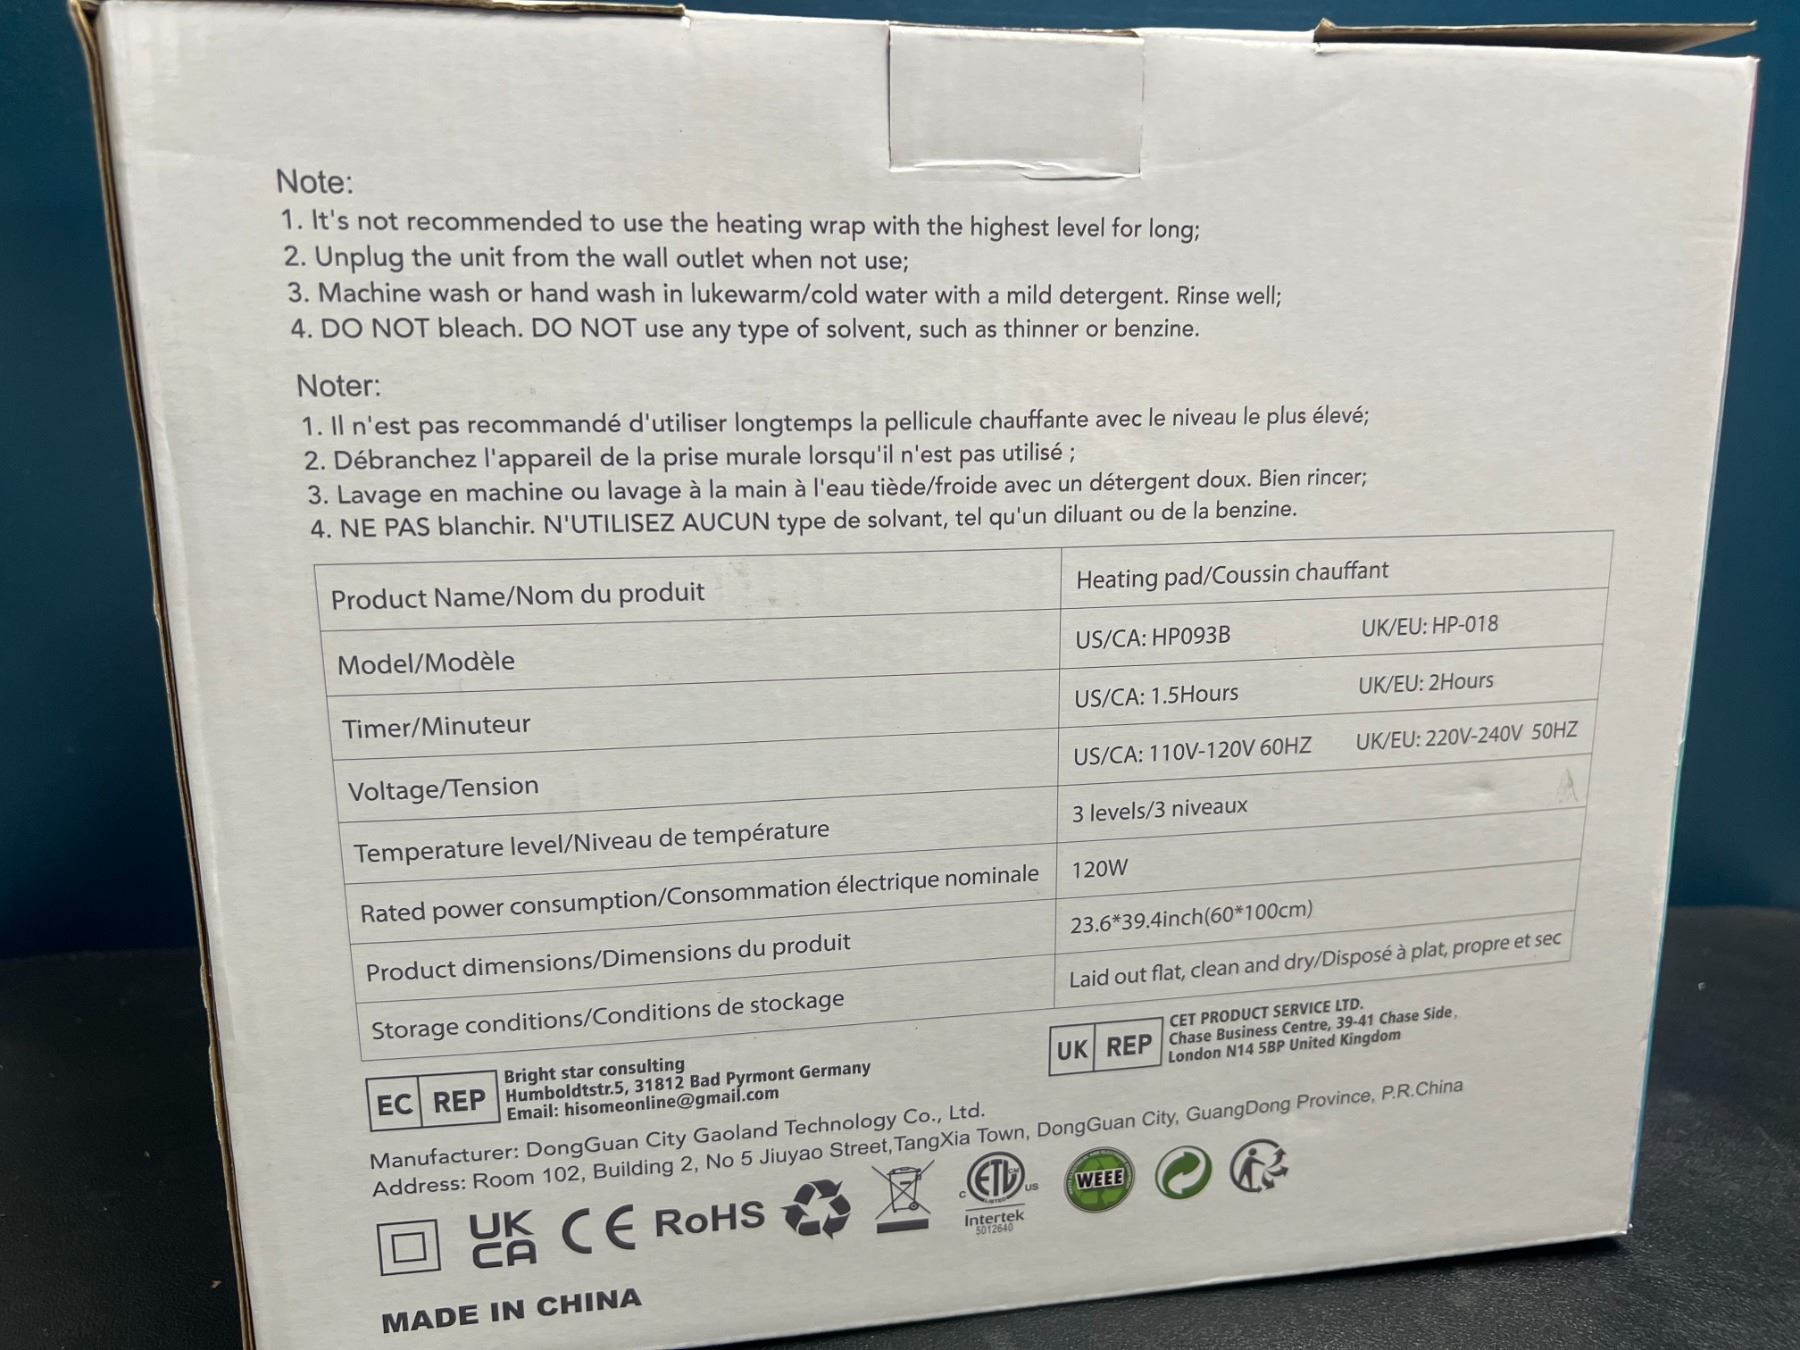 Note:
1. It's not recommended to use the heating wrap with the highest level for long;
2. Unplug the unit from the wall outlet when not use;
3. Machine wash or hand wash in lukewarm/cold water with a mild detergent. Rinse well;
4. DO NOT bleach. DO NOT use any type of solvent, such as thinner or benzine.
Noter:
1. Il n'est pas recommandé d'utiliser longtemps la pellicule chauffante avec le niveau le plus élevé;
2. Débranchez l'appareil de la prise murale lorsqu'il n'est pas utilisé ;
3. Lavage en machine ou lavage à la main à l'eau tiède/froide avec un détergent doux. Bien rincer;
4. NE PAS blanchir. N'UTILISEZ AUCUN type de solvant, tel qu'un diluant ou de la benzine.
Product Name/Nom du produit Heating pad/Coussin chauffant
Model/Modèle US/CA: HP093B UK/EU: HP-018
Timer/Minuteur US/CA: 1.5Hours UK/EU: 2Hours
Voltage/Tension US/CA: 110V-120V 60HZ UK/EU: 220V-240V 50HZ
Temperature level/Niveau de température 3 levels/3 niveaux
Rated power consumption/Consommation électrique nominale 120W
Product dimensions/Dimensions du produit 23.6*39.4inch(60*100cm)
Storage conditions/Conditions de stockage Laid out flat, clean and dry/Disposé à plat, propre et sec
EC REP
Bright star consulting
Humboldtstr.5, 31812 Bad Pyrmont Germany
Email: hisomeonline@gmail.com
UK REP
CET PRODUCT SERVICE LTD.
Chase Business Centre, 39-41 Chase Side,
London N14 5BP United Kingdom
Manufacturer: DongGuan City Gaoland Technology Co., Ltd.
Address: Room 102, Building 2, No 5 Jiuyao Street,TangXia Town, DongGuan City, GuangDong Province, P.R.China
UK
CA
CE
RoHS
ETL CM
LISTED
C US
Intertek
5012640
WEEE
MADE IN CHINA